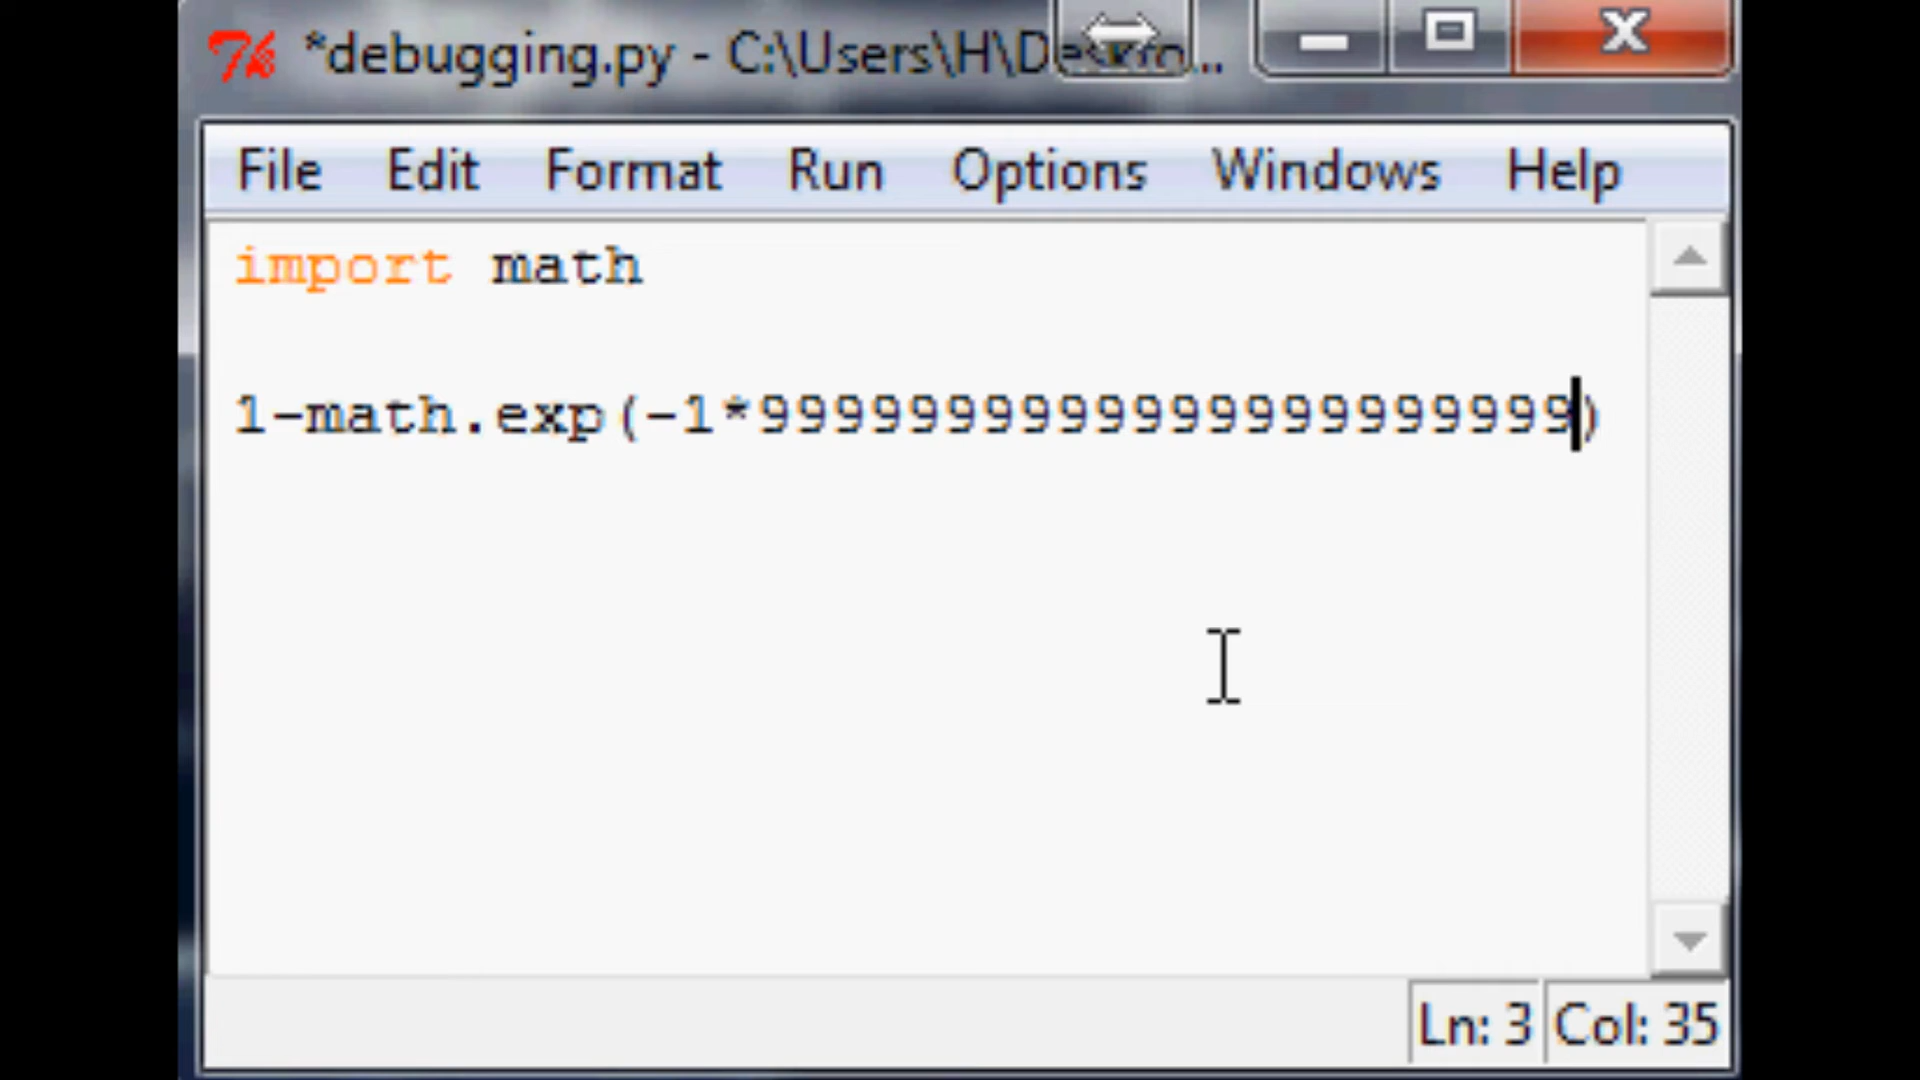 *debugging.py - C:\Users\H\Deskto...
File Edit Format Run Options Windows Help
import math
1-math.exp(-1*9999999999999999999999)
Ln: 3 Col: 35